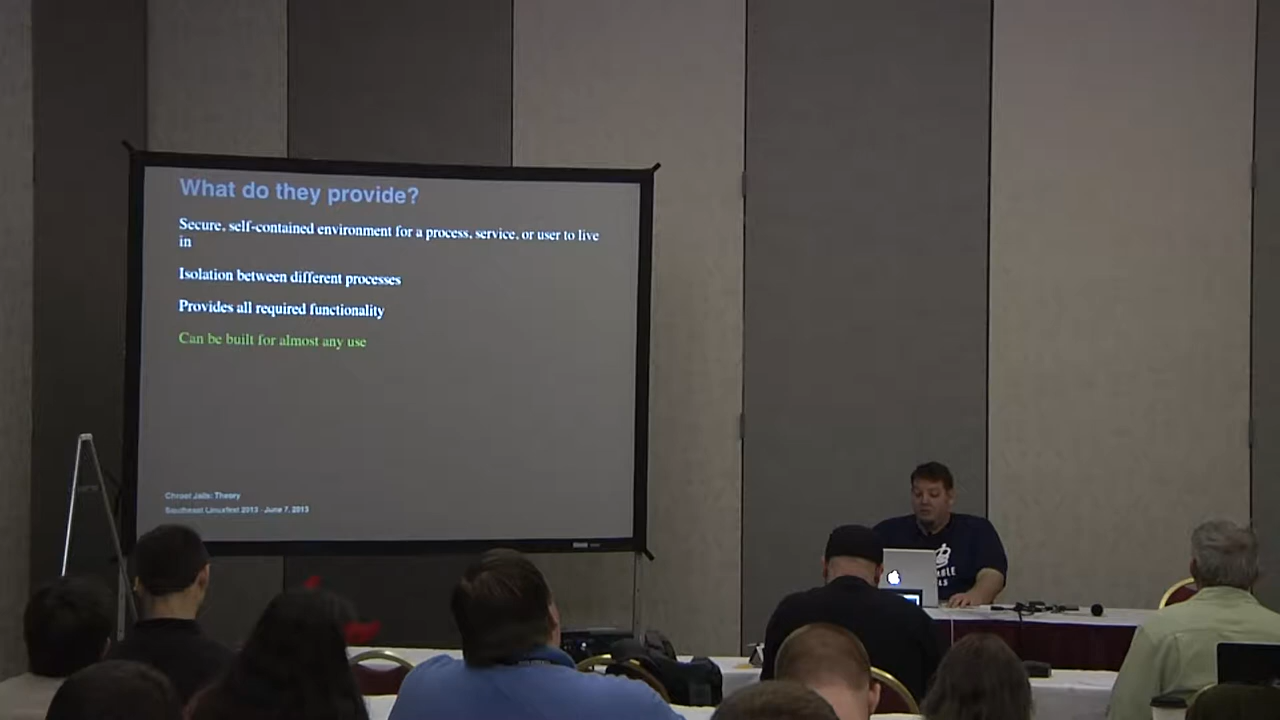 What do they provide?
Secure, self-contained environment for a process, service, or user to live
in
Isolation between different processes
Provides all required functionality
Can be built for almost any use
Chroot Jails: Theory
Southeast Linuxfest 2013 - June 7, 2013